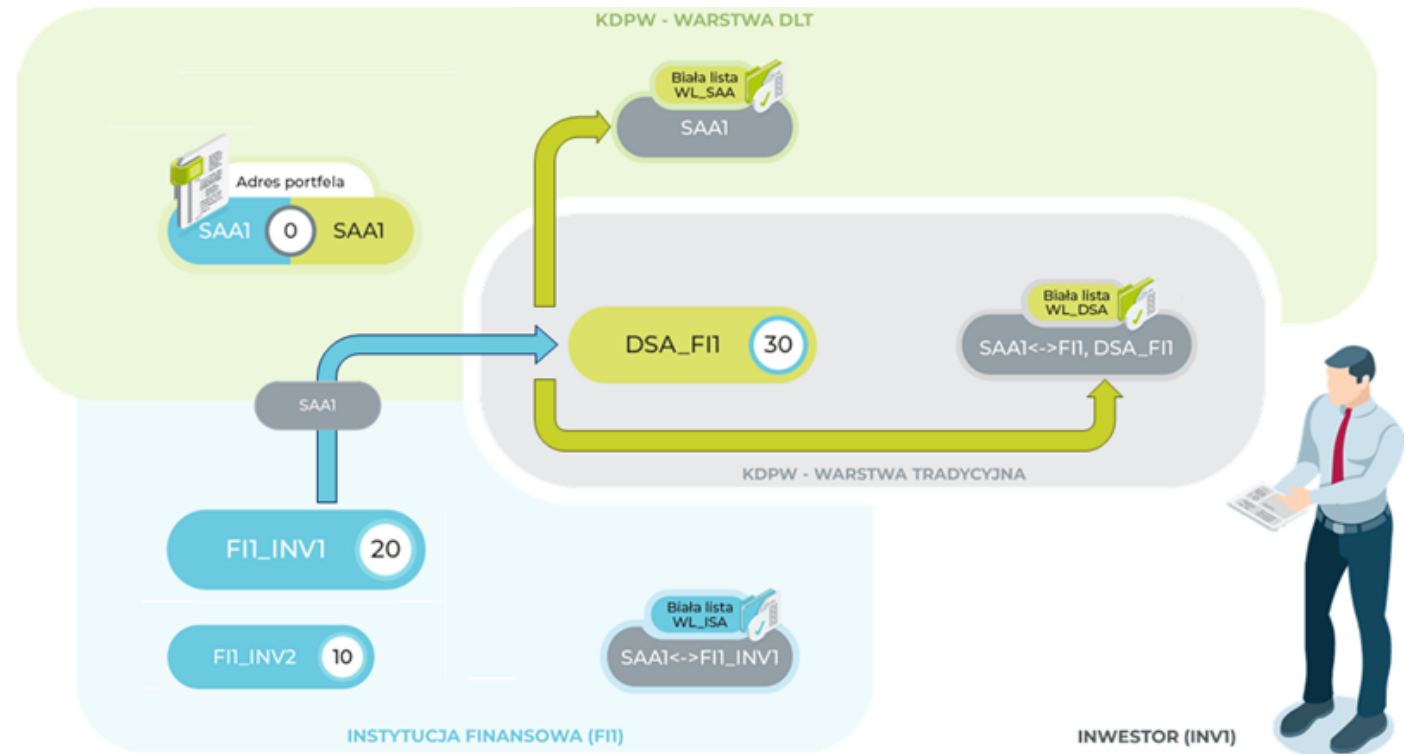 KDPW - WARSTWA DLT
Biała lista
WL_SAA
SAA1
Adres portfela
SAA1 0 SAA1
Biała lista
WL_DSA
DSA_FI1 30
SAA1<->FI1, DSA_FI1
SAA1
KDPW - WARSTWA TRADYCYJNA
FI1_INV1 20
Biała lista
WL_ISA
FI1_INV2 10
SAA1<->FI1_INV1
INSTYTUCJA FINANSOWA (FI1)
INWESTOR (INV1)